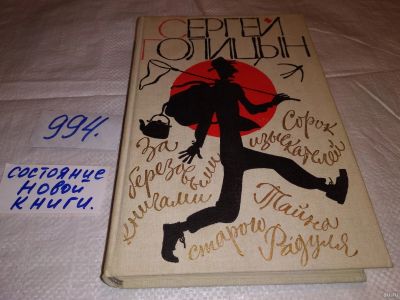 СЕРГЕЙ
ГОЛИЦЫН
Сорок
изыскателей
За
березовыми
книгами
Тайна
старого
Радуля
994.
СОСТОЯНИЕ
НОВОЙ
КНИГИ.